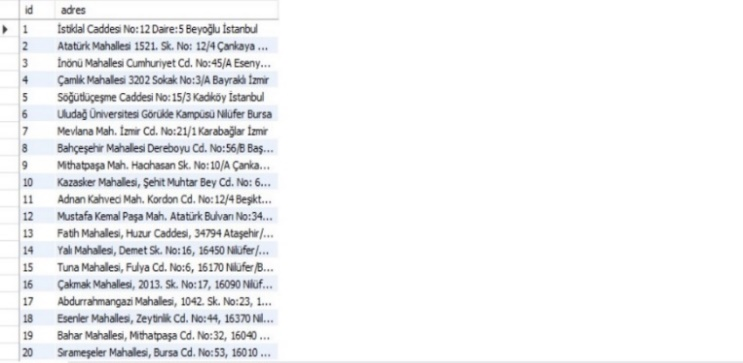 id adres
1 İstiklal Caddesi No:12 Daire:5 Beyoğlu İstanbul
2 Atatürk Mahallesi 1521. Sk. No: 12/4 Çankaya ...
3 İnönü Mahallesi Cumhuriyet Cd. No:45/A Eseny...
4 Çamlık Mahallesi 3202 Sokak No:3/A Bayraklı İzmir
5 Söğütlüçeşme Caddesi No:15/3 Kadıköy İstanbul
6 Uludağ Üniversitesi Görükle Kampüsü Nilüfer Bursa
7 Mevlana Mah. İzmir Cd. No:21/1 Karabağlar İzmir
8 Bahçeşehir Mahallesi Dereboyu Cd. No:56/B Baş...
9 Mithatpaşa Mah. Hacıhasan Sk. No:10/A Çanka...
10 Kazasker Mahallesi, Şehit Muhtar Bey Cd. No: 6...
11 Adnan Kahveci Mah. Kordon Cd. No:12/4 Beşikt...
12 Mustafa Kemal Paşa Mah. Atatürk Bulvarı No:34...
13 Fatih Mahallesi, Huzur Caddesi, 34794 Ataşehir/...
14 Yalı Mahallesi, Demet Sk. No:16, 16450 Nilüfer/...
15 Tuna Mahallesi, Fulya Cd. No:6, 16170 Nilüfer/B...
16 Çakmak Mahallesi, 2013. Sk. No:17, 16090 Nilüf...
17 Abdurrahmangazi Mahallesi, 1042. Sk. No:23, 1...
18 Esenler Mahallesi, Zeytinlik Cd. No:44, 16370 Nil...
19 Bahar Mahallesi, Mithatpaşa Cd. No:32, 16040 ...
20 Sırameşeler Mahallesi, Bursa Cd. No:53, 16010 ...